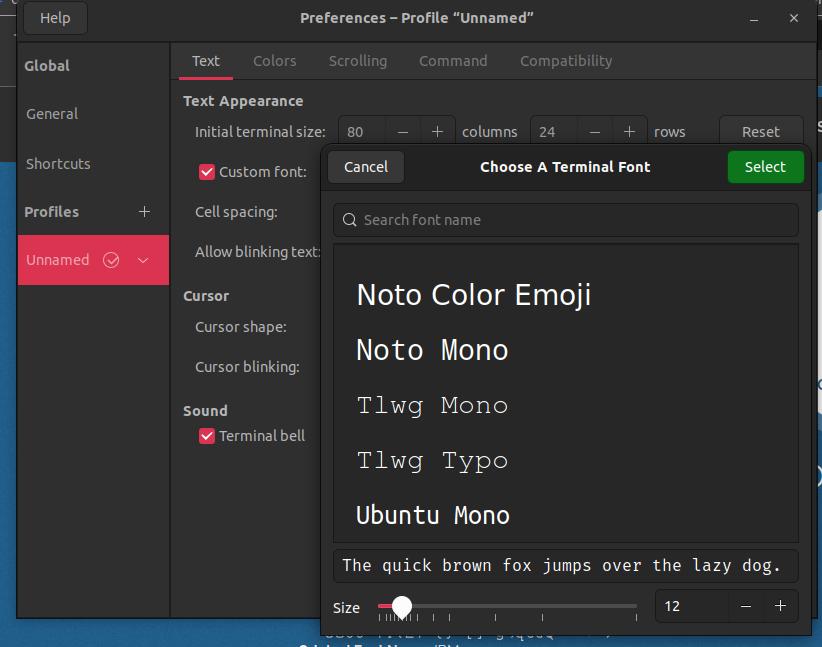 Help
Preferences – Profile “Unnamed”
Global
General
Shortcuts
Profiles
Unnamed
Text Colors Scrolling Command Compatibility
Text Appearance
Initial terminal size: 80 columns 24 rows Reset
Custom font:
Cell spacing:
Allow blinking text:
Cursor
Cursor shape:
Cursor blinking:
Sound
Terminal bell
Cancel
Choose A Terminal Font
Select
Search font name
Noto Color Emoji
Noto Mono
Tlwg Mono
Tlwg Typo
Ubuntu Mono
The quick brown fox jumps over the lazy dog.
Size 12